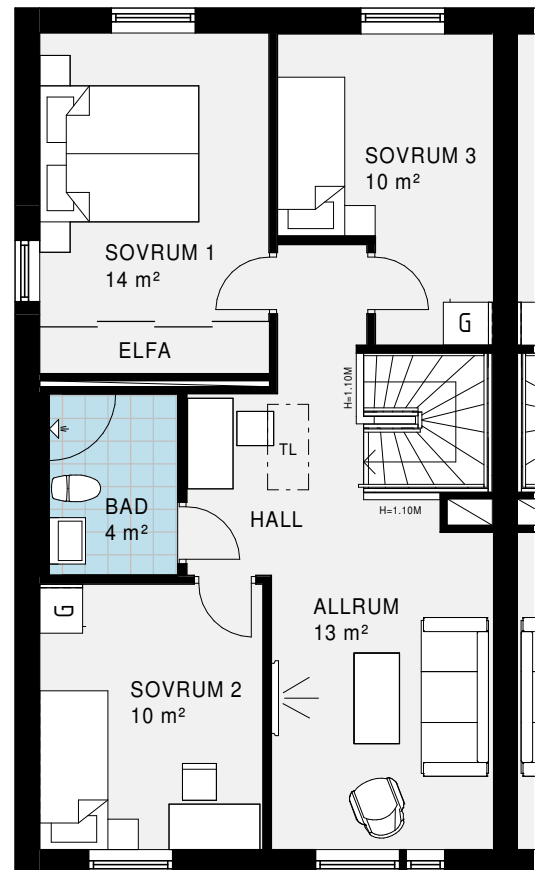 SOVRUM 3
10 m²
SOVRUM 1
14 m²
G
ELFA
H=1.10M
TL
BAD
4 m²
HALL
H=1.10M
G
ALLRUM
13 m²
SOVRUM 2
10 m²